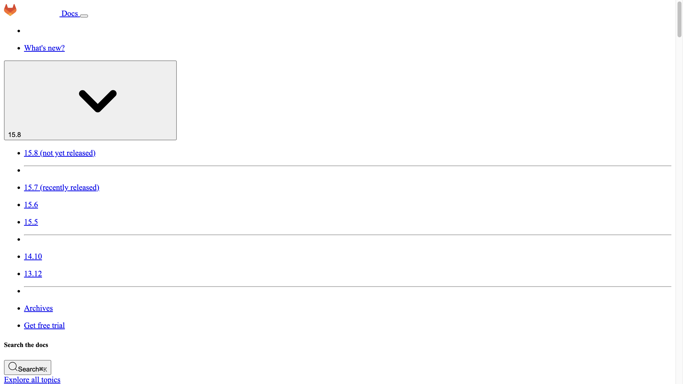 Docs
What's new?
15.8
15.8 (not yet released)
15.7 (recently released)
15.6
15.5
14.10
13.12
Archives
Get free trial
Search the docs
Search⌘K
Explore all topics